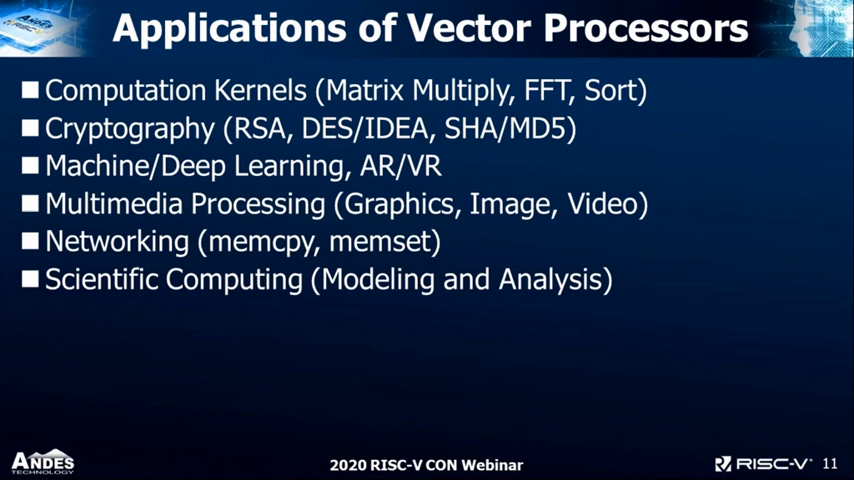 Applications of Vector Processors
Computation Kernels (Matrix Multiply, FFT, Sort)
Cryptography (RSA, DES/IDEA, SHA/MD5)
Machine/Deep Learning, AR/VR
Multimedia Processing (Graphics, Image, Video)
Networking (memcpy, memset)
Scientific Computing (Modeling and Analysis)
ANDES
TECHNOLOGY
2020 RISC-V CON Webinar
RISC-V
11